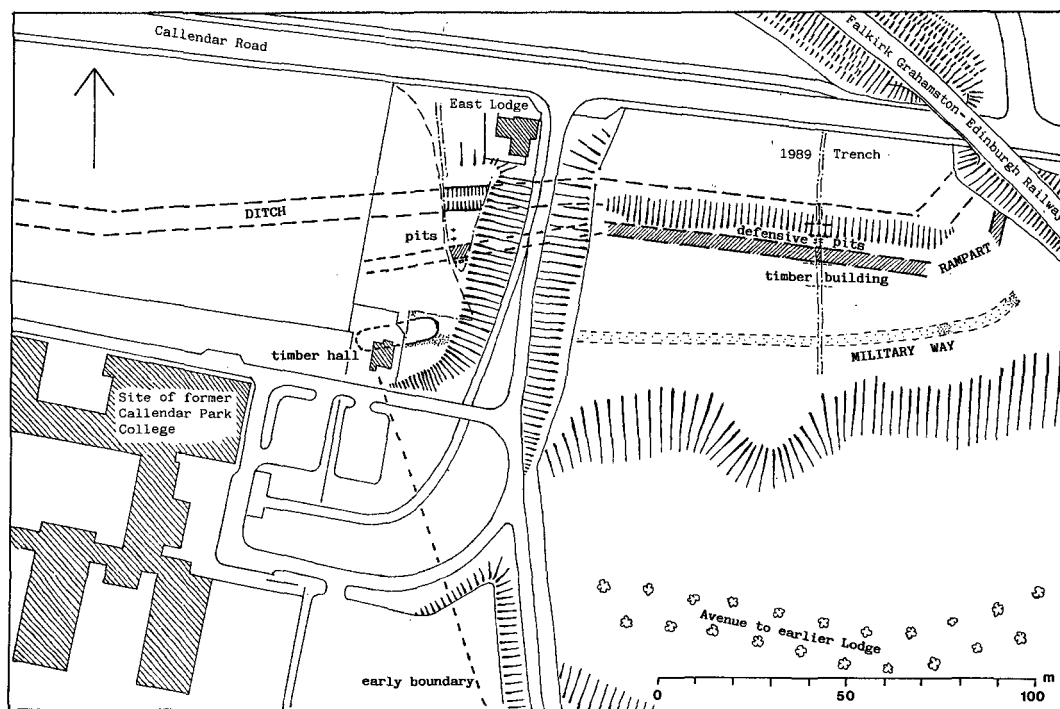 Callendar Road
Falkirk Grahamston-Edinburgh Railway
East Lodge
1989 Trench
DITCH
pits
defensive pits
RAMPART
timber building
timber hall
MILITARY WAY
Site of former
Callendar Park
College
Avenue to earlier Lodge
early boundary
m
0 50 100